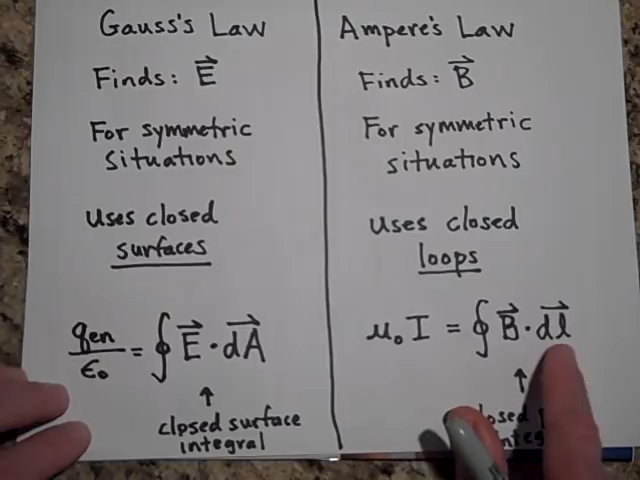 Gauss's Law
Finds: E⃗
For symmetric
situations
uses closed
surfaces
qen/ε₀ = ∮ E⃗ · dA⃗
↑
clpsed surface
integral
Ampere's Law
Finds: B⃗
For symmetric
situations
uses closed
loops
μ₀ I = ∮ B⃗ · dl⃗
↑